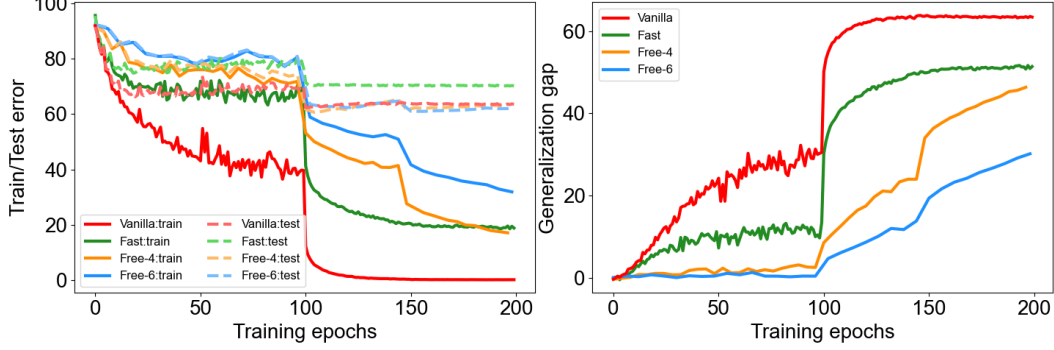 100
80
60
40
20
0
Train/Test error
Vanilla:train
Fast:train
Free-4:train
Free-6:train
Vanilla:test
Fast:test
Free-4:test
Free-6:test
0
50
100
150
200
Training epochs
60
40
20
0
Generalization gap
Vanilla
Fast
Free-4
Free-6
0
50
100
150
200
Training epochs